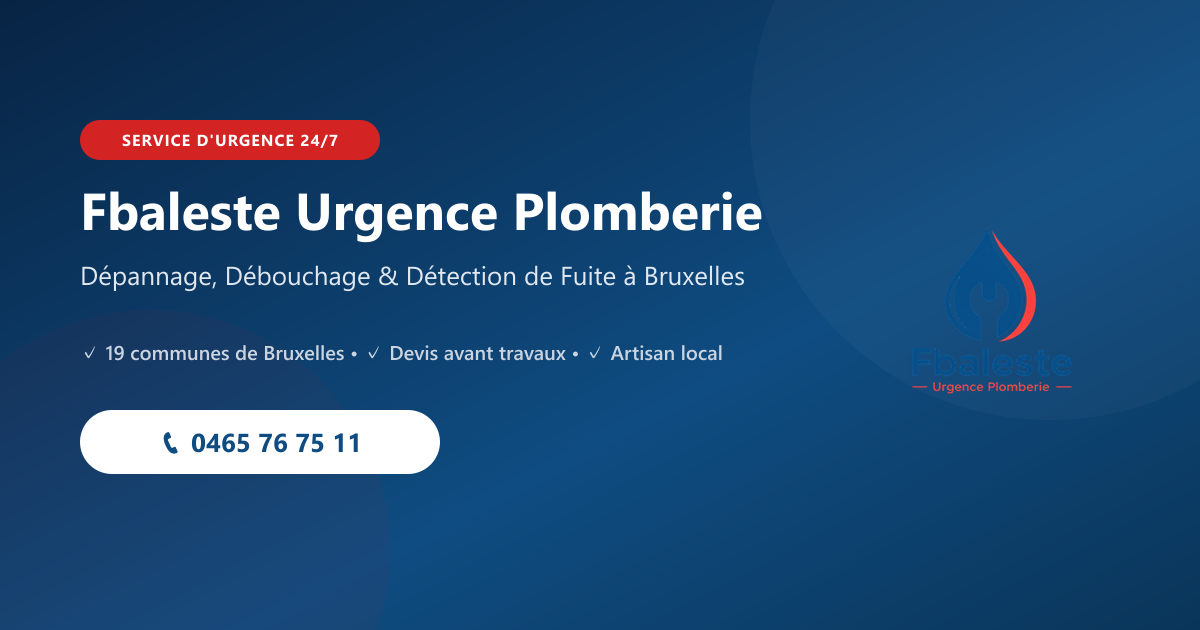 SERVICE D'URGENCE 24/7
Fbaleste Urgence Plomberie
Dépannage, Débouchage & Détection de Fuite à Bruxelles
✓ 19 communes de Bruxelles • ✓ Devis avant travaux • ✓ Artisan local
0465 76 75 11
Fbaleste
Urgence Plomberie